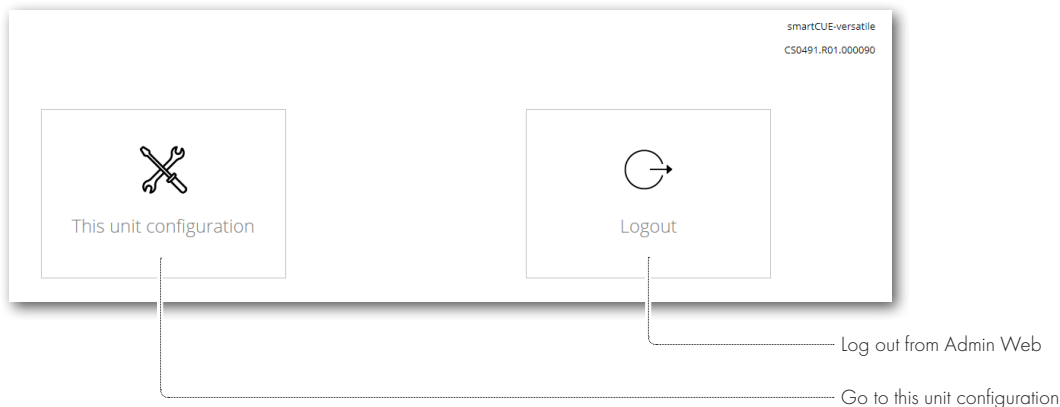 smartCUE-versatile
CS0491.R01.000090
This unit configuration
Logout
Log out from Admin Web
Go to this unit configuration